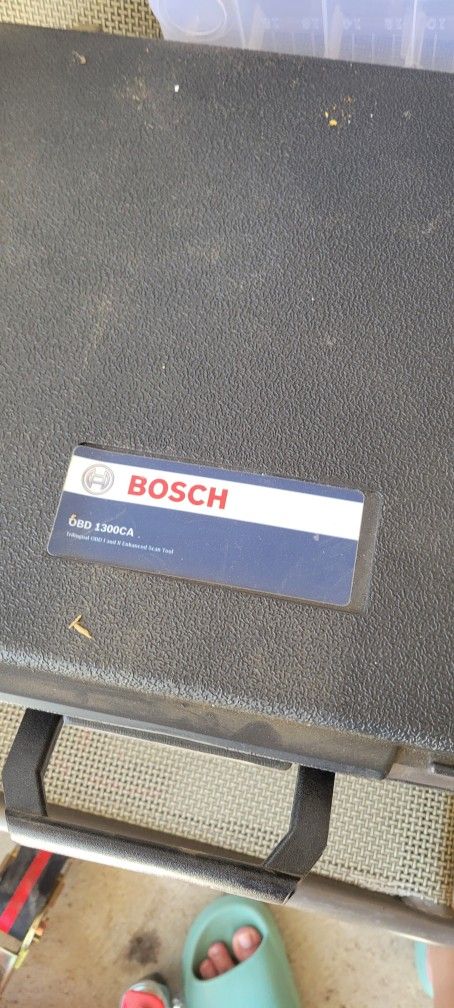 BOSCH
OBD 1300CA
Trilingual OBD I and II Enhanced Scan Tool